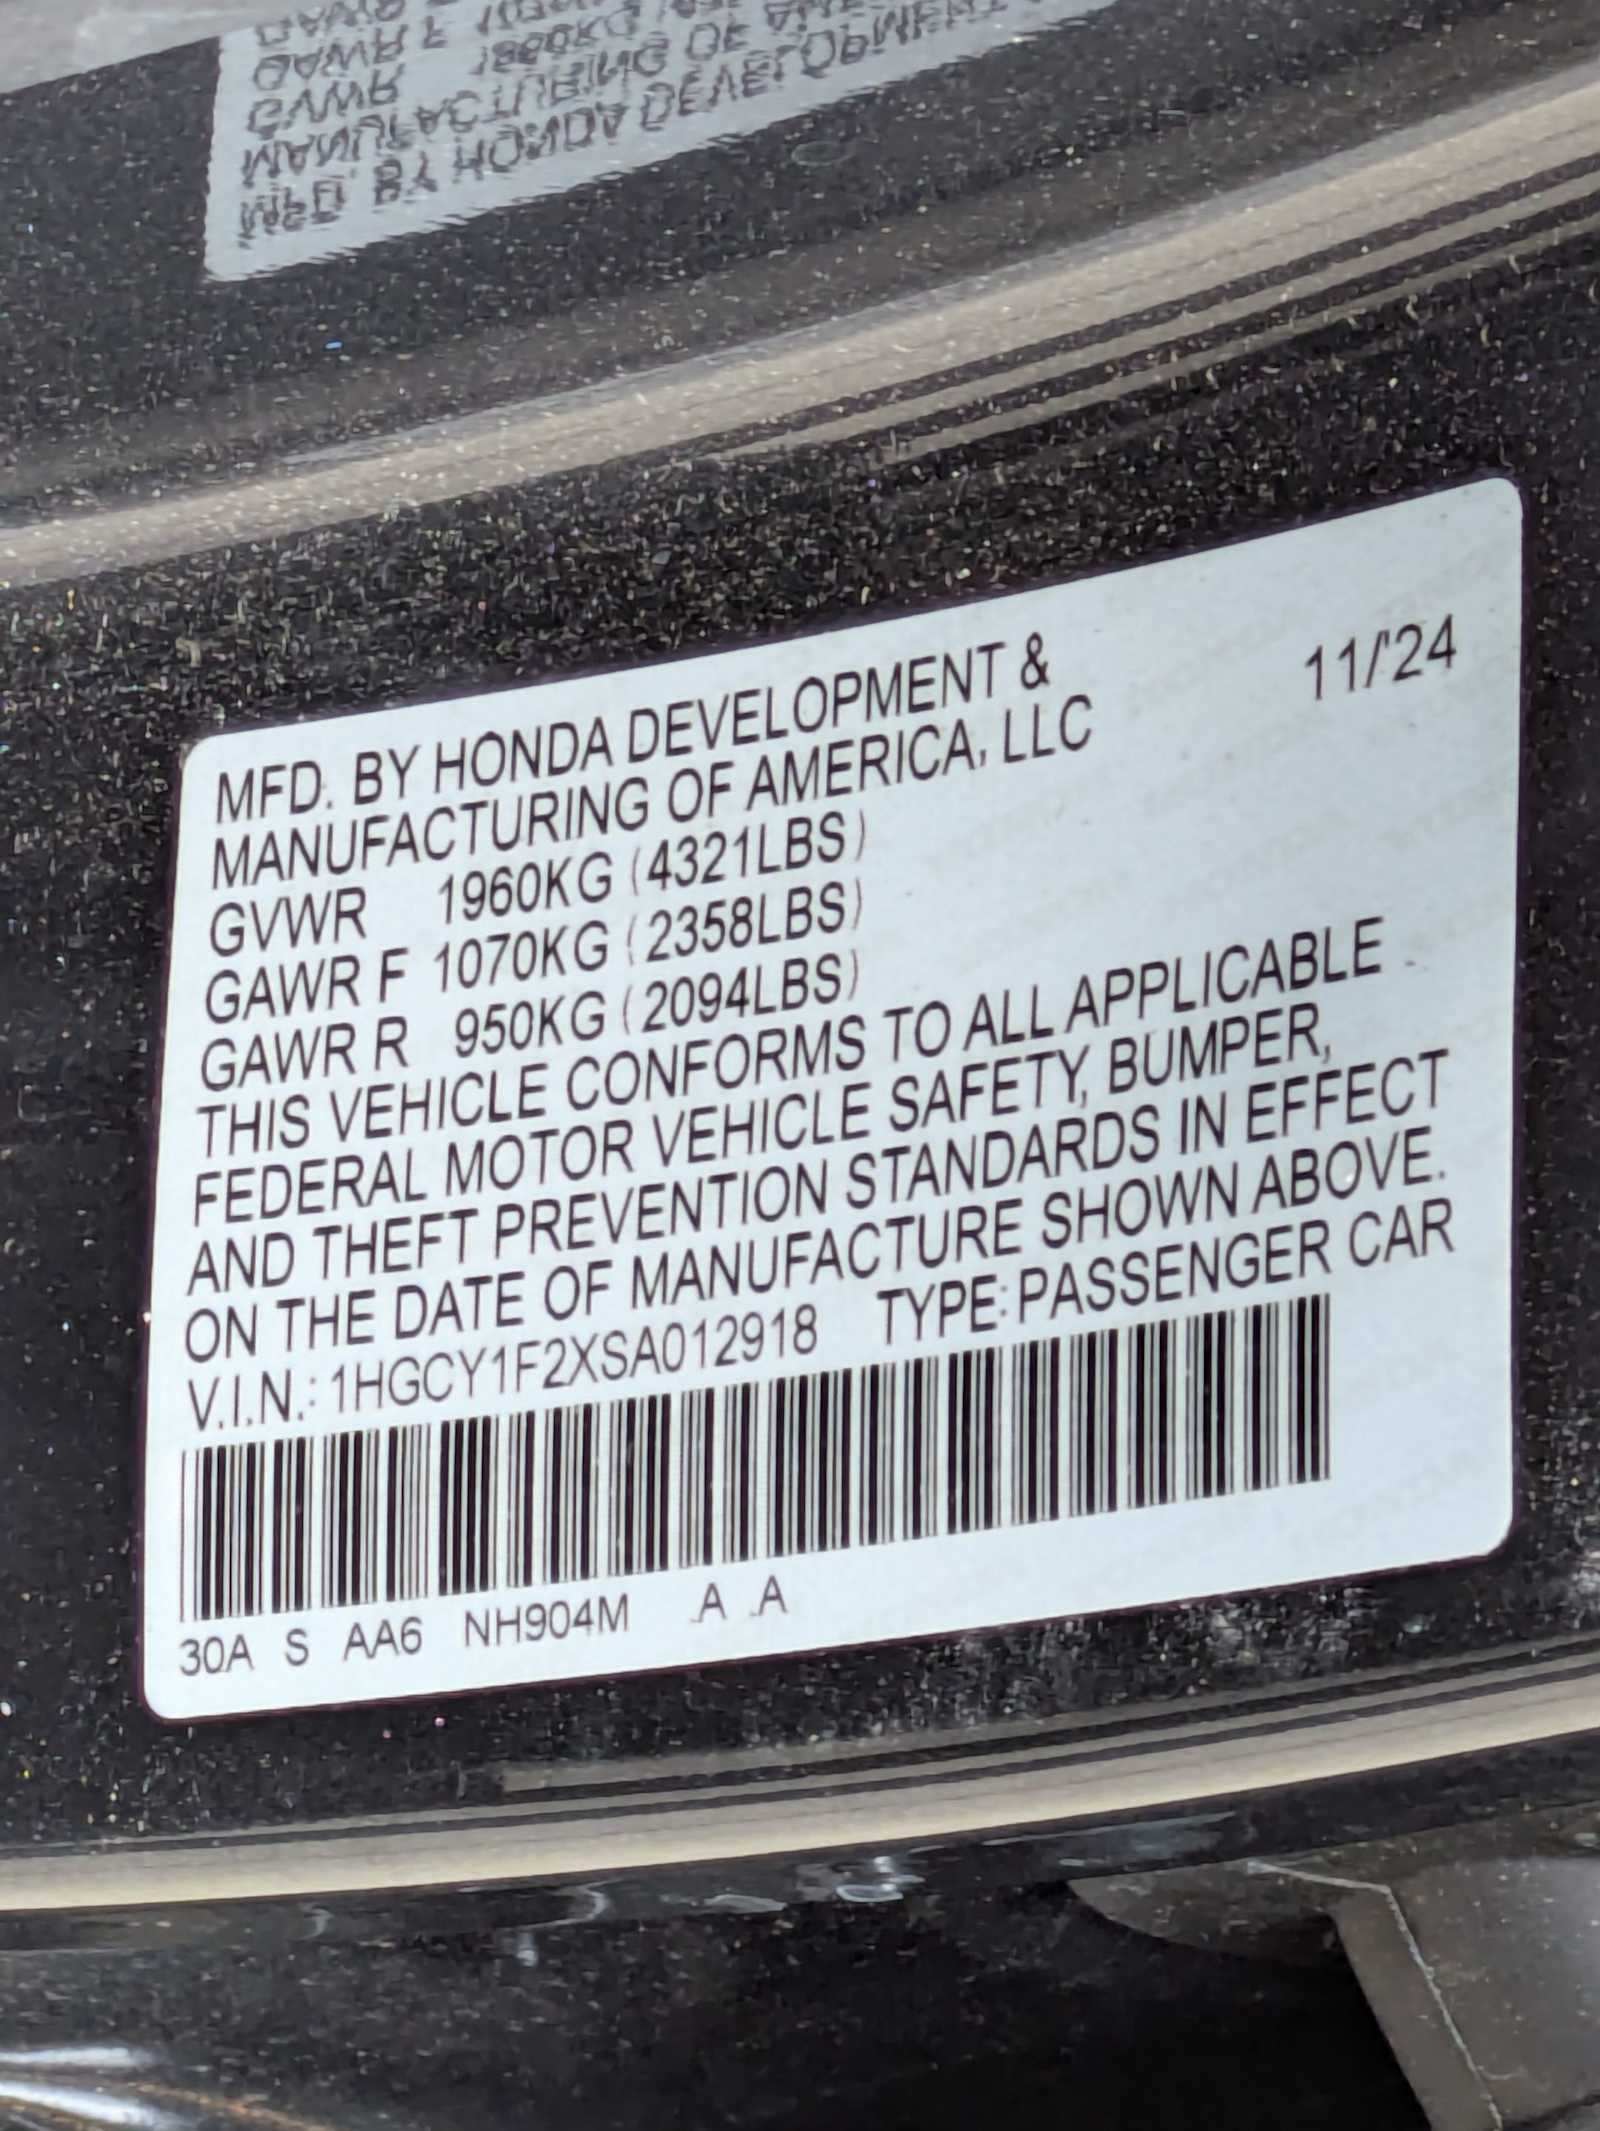 MFD. BY HONDA DEVELOPMENT &
MANUFACTURING OF AMERICA, LLC 11/'24
GVWR 1960KG (4321LBS)
GAWR F 1070KG (2358LBS)
GAWR R 950KG (2094LBS)
THIS VEHICLE CONFORMS TO ALL APPLICABLE
FEDERAL MOTOR VEHICLE SAFETY, BUMPER,
AND THEFT PREVENTION STANDARDS IN EFFECT
ON THE DATE OF MANUFACTURE SHOWN ABOVE.
V.I.N.: 1HGCY1F2XSA012918 TYPE: PASSENGER CAR
30A S AA6 NH904M A A